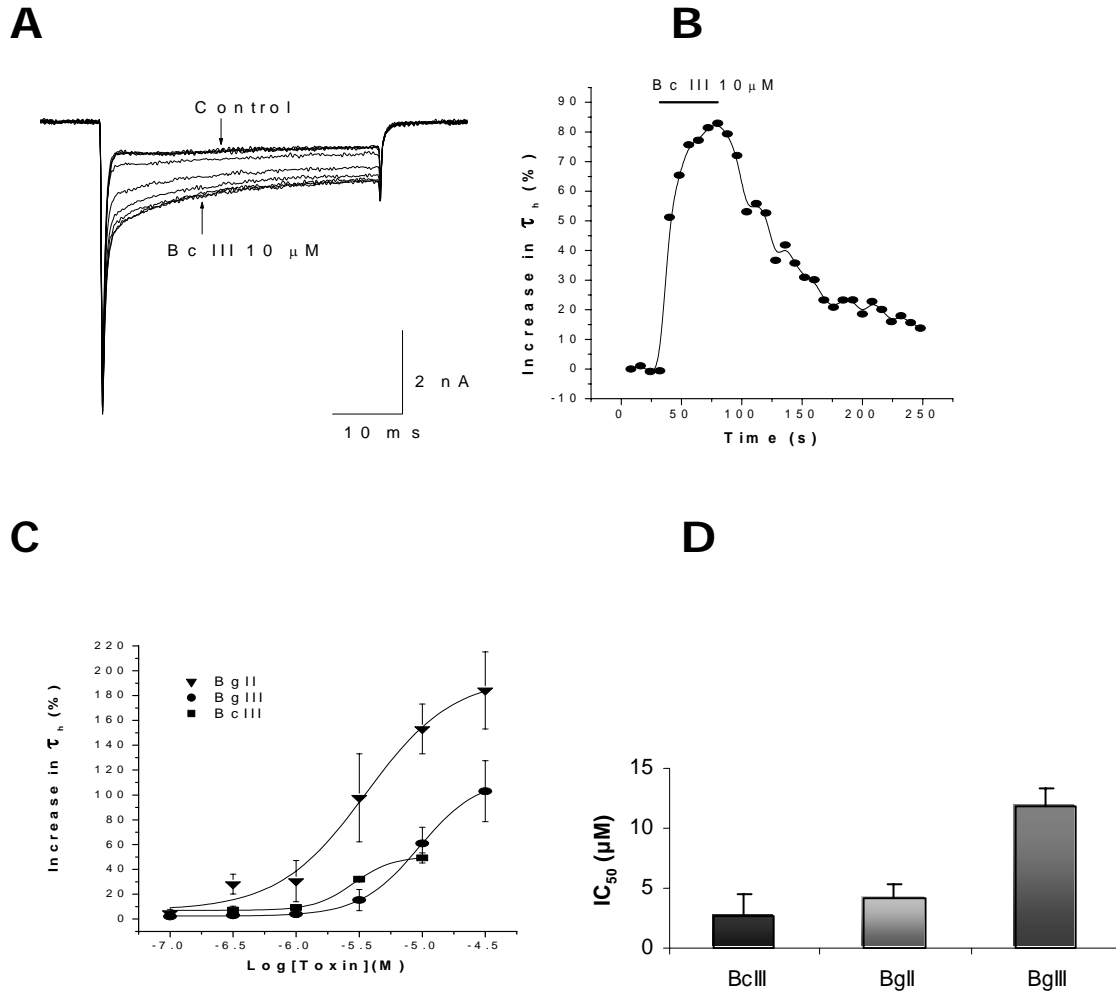 A
B
Control
Bc III 10 μM
2 nA
10 ms
Bc III 10 μM
Increase in τh (%)
90
80
70
60
50
40
30
20
10
0
-10
0 50 100 150 200 250
Time (s)
C
D
Increase in τh (%)
220
200
180
160
140
120
100
80
60
40
20
0
BgII
BgIII
BcIII
-7.0 -6.5 -6.0 -5.5 -5.0 -4.5
Log[Toxin](M)
IC50 (µM)
15
10
5
0
BcIII BgII BgIII